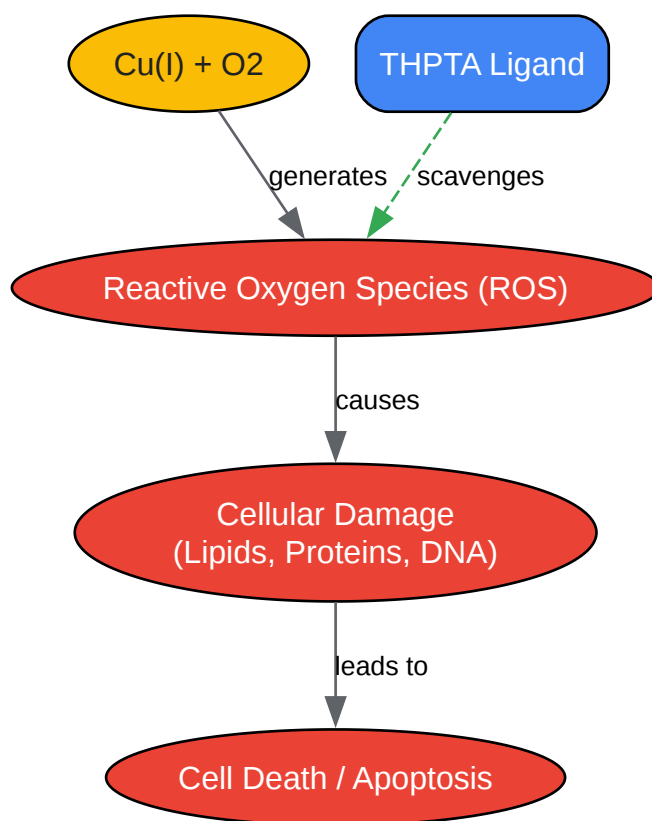 Cu(I) + O2
THPTA Ligand
generates
scavenges
Reactive Oxygen Species (ROS)
causes
Cellular Damage
(Lipids, Proteins, DNA)
leads to
Cell Death / Apoptosis